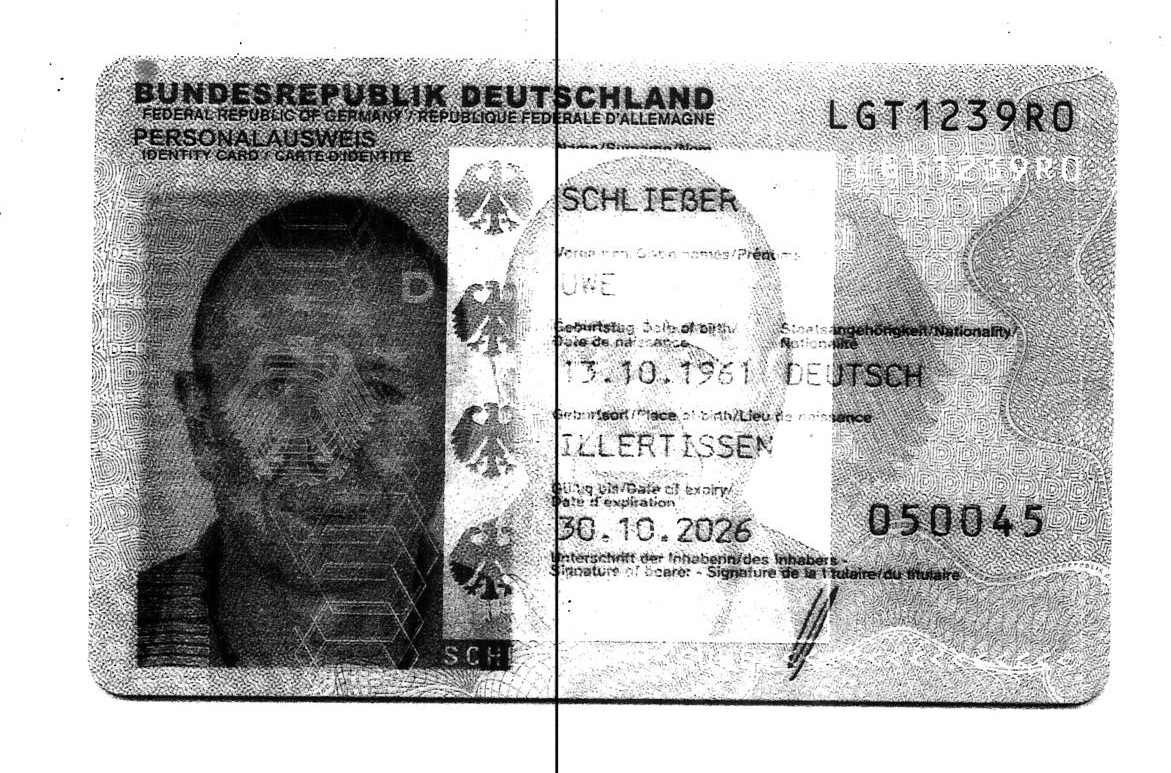 BUNDESREPUBLIK DEUTSCHLAND
FEDERAL REPUBLIC OF GERMANY / RÉPUBLIQUE FÉDÉRALE D'ALLEMAGNE
PERSONALAUSWEIS
IDENTITY CARD / CARTE D'IDENTITÉ
LGT1239R0
LGT1239R0
Name/Surname/Nom
SCHLIEẞER
Vornamen/Given names/Prénoms
UWE
D
Geburtstag/Date of birth/
Date de naissance
Staatsangehörigkeit/Nationality/
Nationalité
13.10.1961 DEUTSCH
Geburtsort/Place of birth/Lieu de naissance
ILLERTISSEN
Gültig bis/Date of expiry/
Date d'expiration
30.10.2026
050045
Unterschrift der Inhaberin/des Inhabers -
Signature of bearer - Signature de la titulaire/du titulaire
SCH